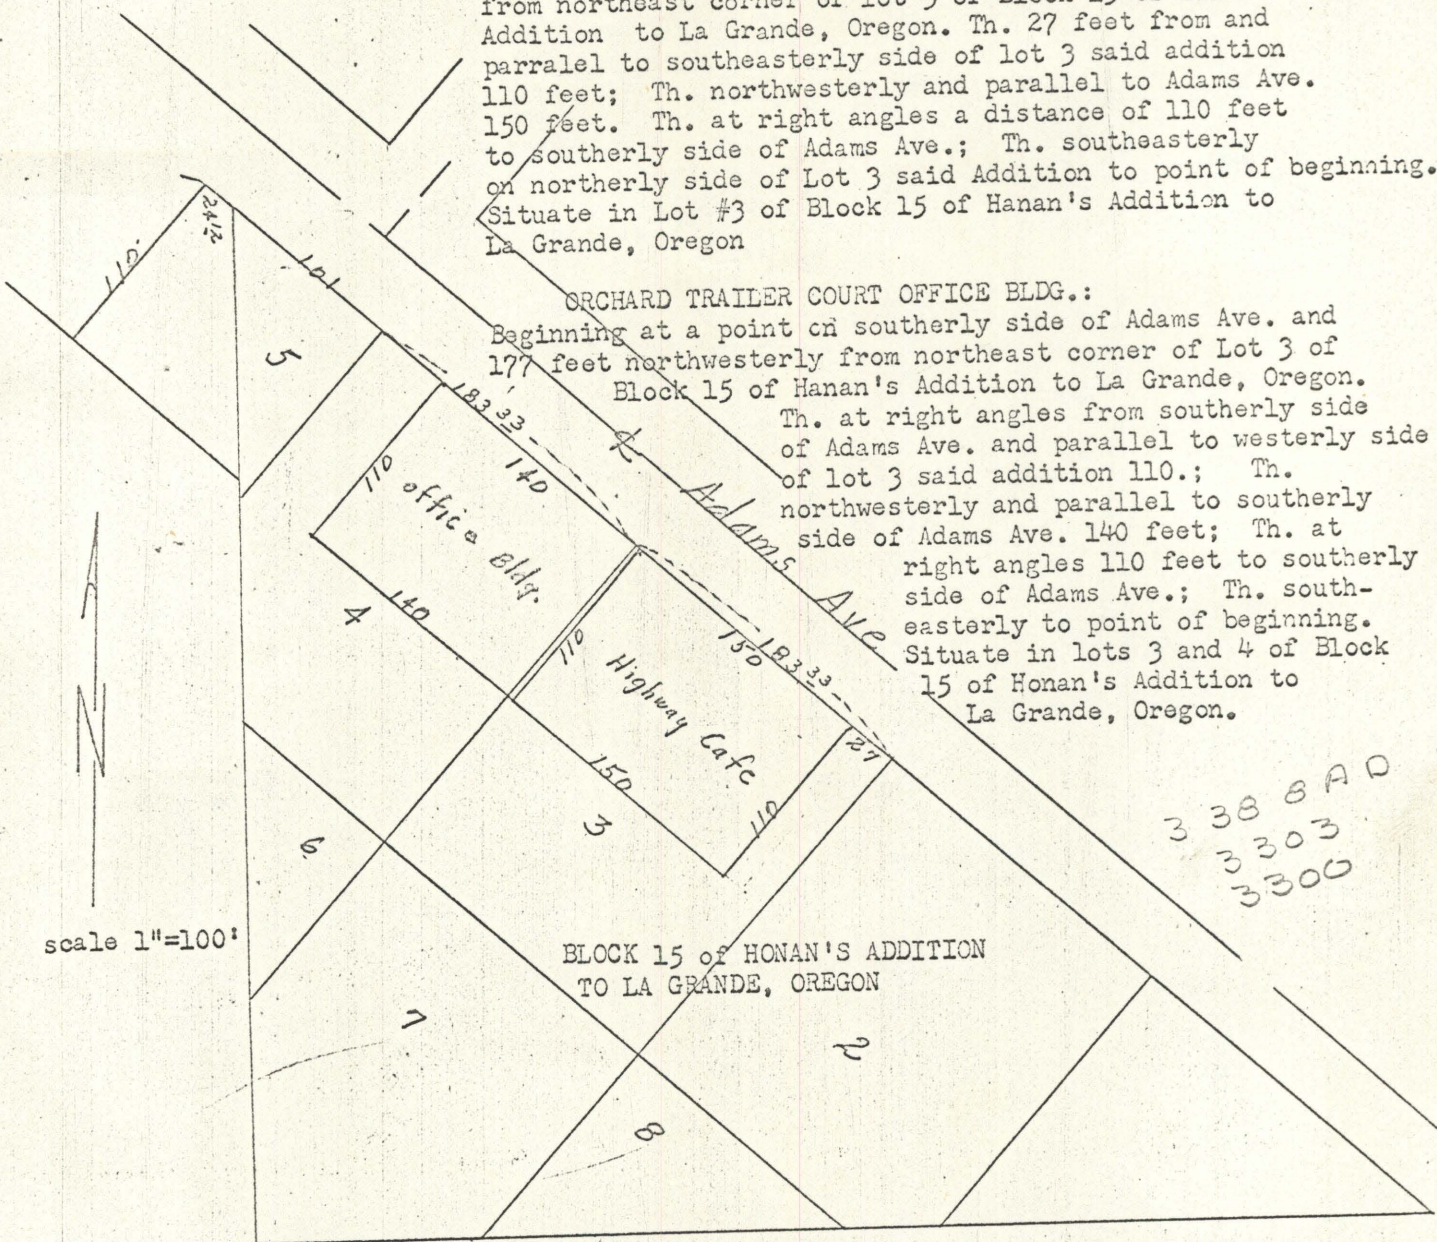 from northeast corner of lot 3 of Block 15 of
Addition to La Grande, Oregon. Th. 27 feet from and
parralel to southeasterly side of lot 3 said addition
110 feet; Th. northwesterly and parallel to Adams Ave.
150 feet. Th. at right angles a distance of 110 feet
to southerly side of Adams Ave.; Th. southeasterly
on northerly side of Lot 3 said Addition to point of beginning.
Situate in Lot #3 of Block 15 of Hanan's Addition to
La Grande, Oregon
ORCHARD TRAILER COURT OFFICE BLDG.:
Beginning at a point on southerly side of Adams Ave. and
177 feet northwesterly from northeast corner of Lot 3 of
Block 15 of Hanan's Addition to La Grande, Oregon.
Th. at right angles from southerly side
of Adams Ave. and parallel to westerly side
of lot 3 said addition 110.; Th.
northwesterly and parallel to southerly
side of Adams Ave. 140 feet; Th. at
right angles 110 feet to southerly
side of Adams Ave.; Th. south-
easterly to point of beginning.
Situate in lots 3 and 4 of Block
15 of Honan's Addition to
La Grande, Oregon.
110'
2412
101
5
183 33
140
110
office Bldg.
140
4
Adams Ave
110
Highway Cafe
150
183 33
27
150
110
3
6
N
scale 1"=100'
3 38 8 AD
3303
3300
BLOCK 15 of HONAN'S ADDITION
TO LA GRANDE, OREGON
7
2
8